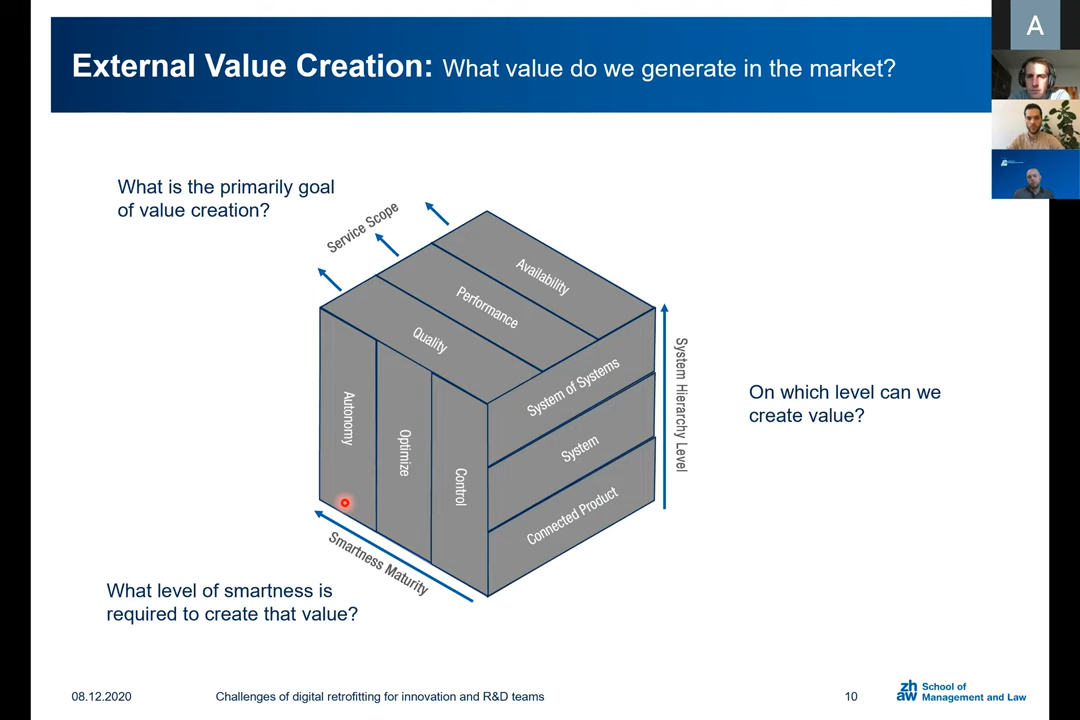 External Value Creation: What value do we generate in the market?
A
What is the primarily goal
of value creation?
Service Scope
Availability
Performance
Quality
System of Systems
System
Connected Product
System Hierarchy Level
On which level can we
create value?
Autonomy
Optimize
Control
Smartness Maturity
What level of smartness is
required to create that value?
08.12.2020
Challenges of digital retrofitting for innovation and R&D teams
10
zh
aw
School of
Management and Law